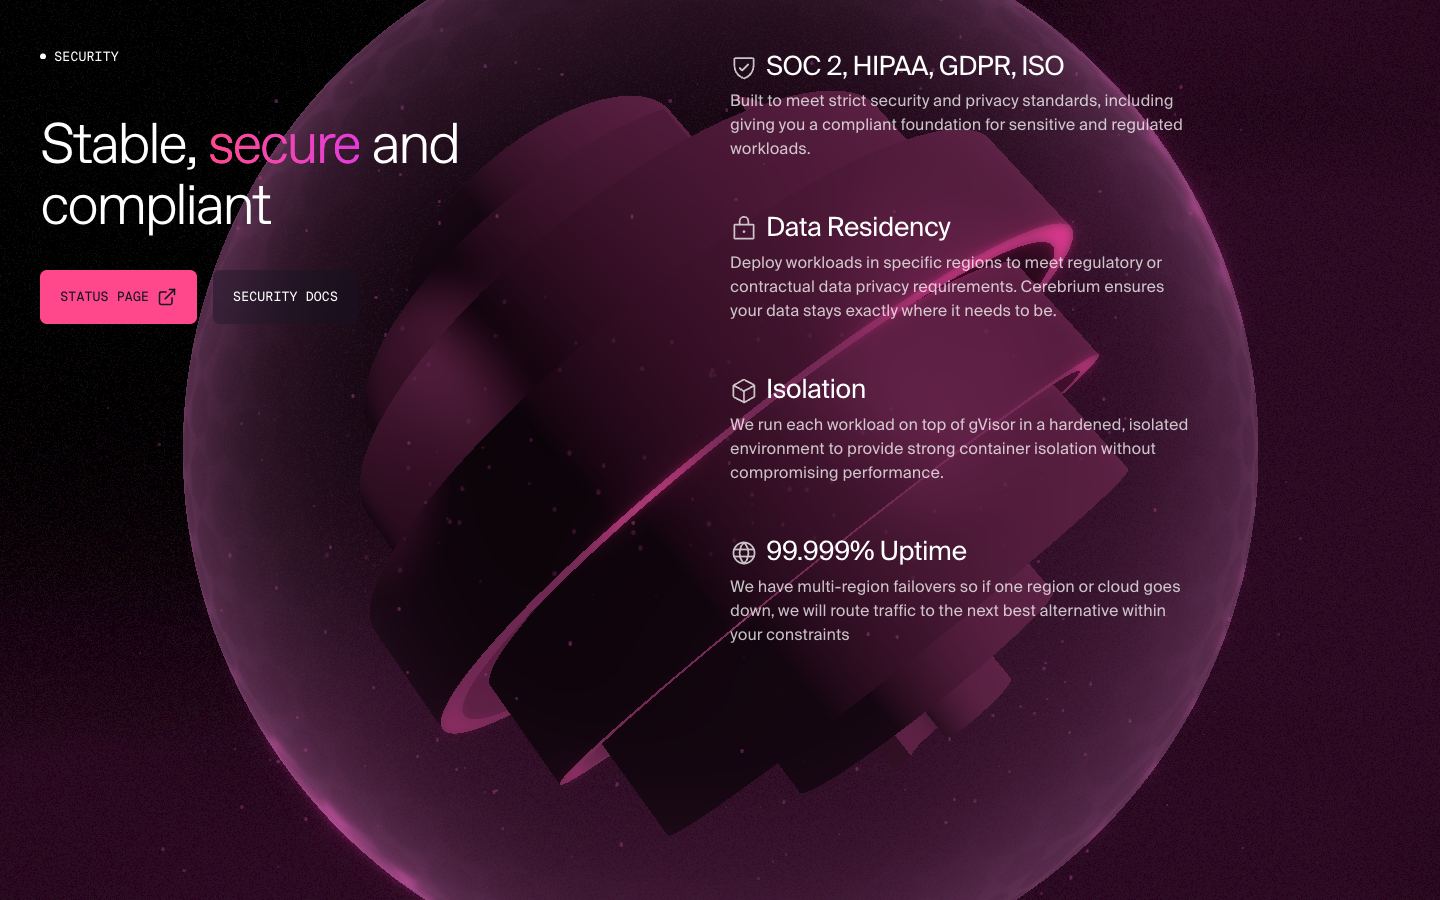 SECURITY
Stable, secure and
compliant
STATUS PAGE
SECURITY DOCS
SOC 2, HIPAA, GDPR, ISO
Built to meet strict security and privacy standards, including
giving you a compliant foundation for sensitive and regulated
workloads.
Data Residency
Deploy workloads in specific regions to meet regulatory or
contractual data privacy requirements. Cerebrium ensures
your data stays exactly where it needs to be.
Isolation
We run each workload on top of gVisor in a hardened, isolated
environment to provide strong container isolation without
compromising performance.
99.999% Uptime
We have multi-region failovers so if one region or cloud goes
down, we will route traffic to the next best alternative within
your constraints